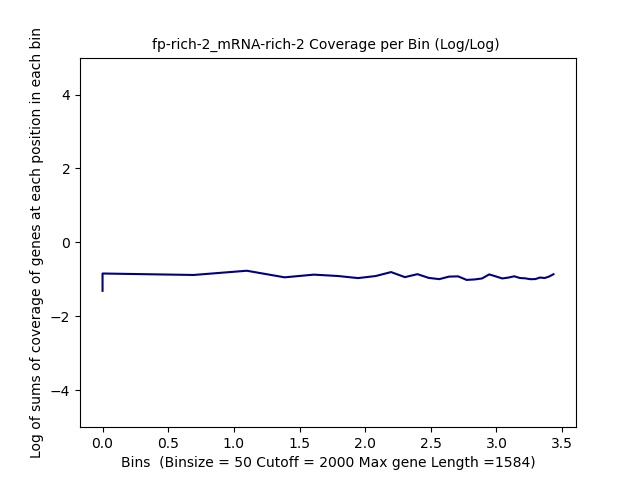 fp-rich-2_mRNA-rich-2 Coverage per Bin (Log/Log)
Log of sums of coverage of genes at each position in each bin
4
2
0
−2
−4
0.0 0.5 1.0 1.5 2.0 2.5 3.0 3.5
Bins  (Binsize = 50 Cutoff = 2000 Max gene Length =1584)